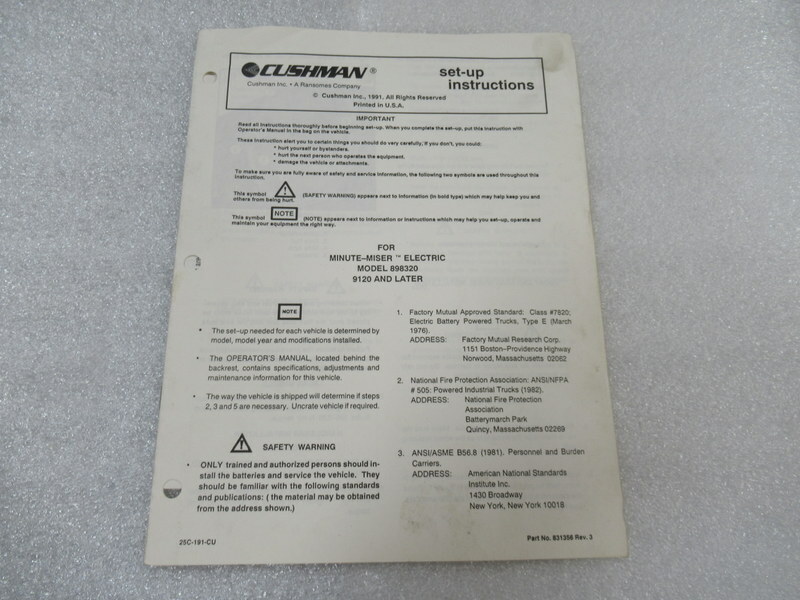 CUSHMAN® set-up
Cushman Inc. • A Ransomes Company instructions
© Cushman Inc., 1991, All Rights Reserved
Printed in U.S.A.
IMPORTANT
Read all instructions thoroughly before beginning set-up. When you complete the set-up, put this instruction with
Operator's Manual in the bag on the vehicle.
These instruction alert you to certain things you should do very carefully, if you don't, you could:
* hurt yourself or bystanders.
* hurt the next person who operates the equipment.
* damage the vehicle or attachments.
To make sure you are fully aware of safety and service information, the following two symbols are used throughout this
instruction.
This symbol (SAFETY WARNING) appears next to information (in bold type) which may help keep you and
others from being hurt.
This symbol NOTE (NOTE) appears next to information or instructions which may help you set-up, operate and
maintain your equipment the right way.
FOR
MINUTE-MISER ™ ELECTRIC
MODEL 898320
9120 AND LATER
NOTE
• The set-up needed for each vehicle is determined by
model, model year and modifications installed.
• The OPERATOR'S MANUAL, located behind the
backrest, contains specifications, adjustments and
maintenance information for this vehicle.
• The way the vehicle is shipped will determine if steps
2, 3 and 5 are necessary. Uncrate vehicle if required.
SAFETY WARNING
• ONLY trained and authorized persons should in-
stall the batteries and service the vehicle. They
should be familiar with the following standards
and publications: ( the material may be obtained
from the address shown.)
1. Factory Mutual Approved Standard: Class #7820;
Electric Battery Powered Trucks, Type E (March
1976).
ADDRESS: Factory Mutual Research Corp.
1151 Boston-Providence Highway
Norwood, Massachusetts 02062
2. National Fire Protection Association: ANSI/NFPA
# 505: Powered Industrial Trucks (1982).
ADDRESS: National Fire Protection
Association
Batterymarch Park
Quincy, Massachusetts 02269
3. ANSI/ASME B56.8 (1981). Personnel and Burden
Carriers.
ADDRESS: American National Standards
Institute Inc.
1430 Broadway
New York, New York 10018
25C-191-CU
Part No. 831358 Rev. 3